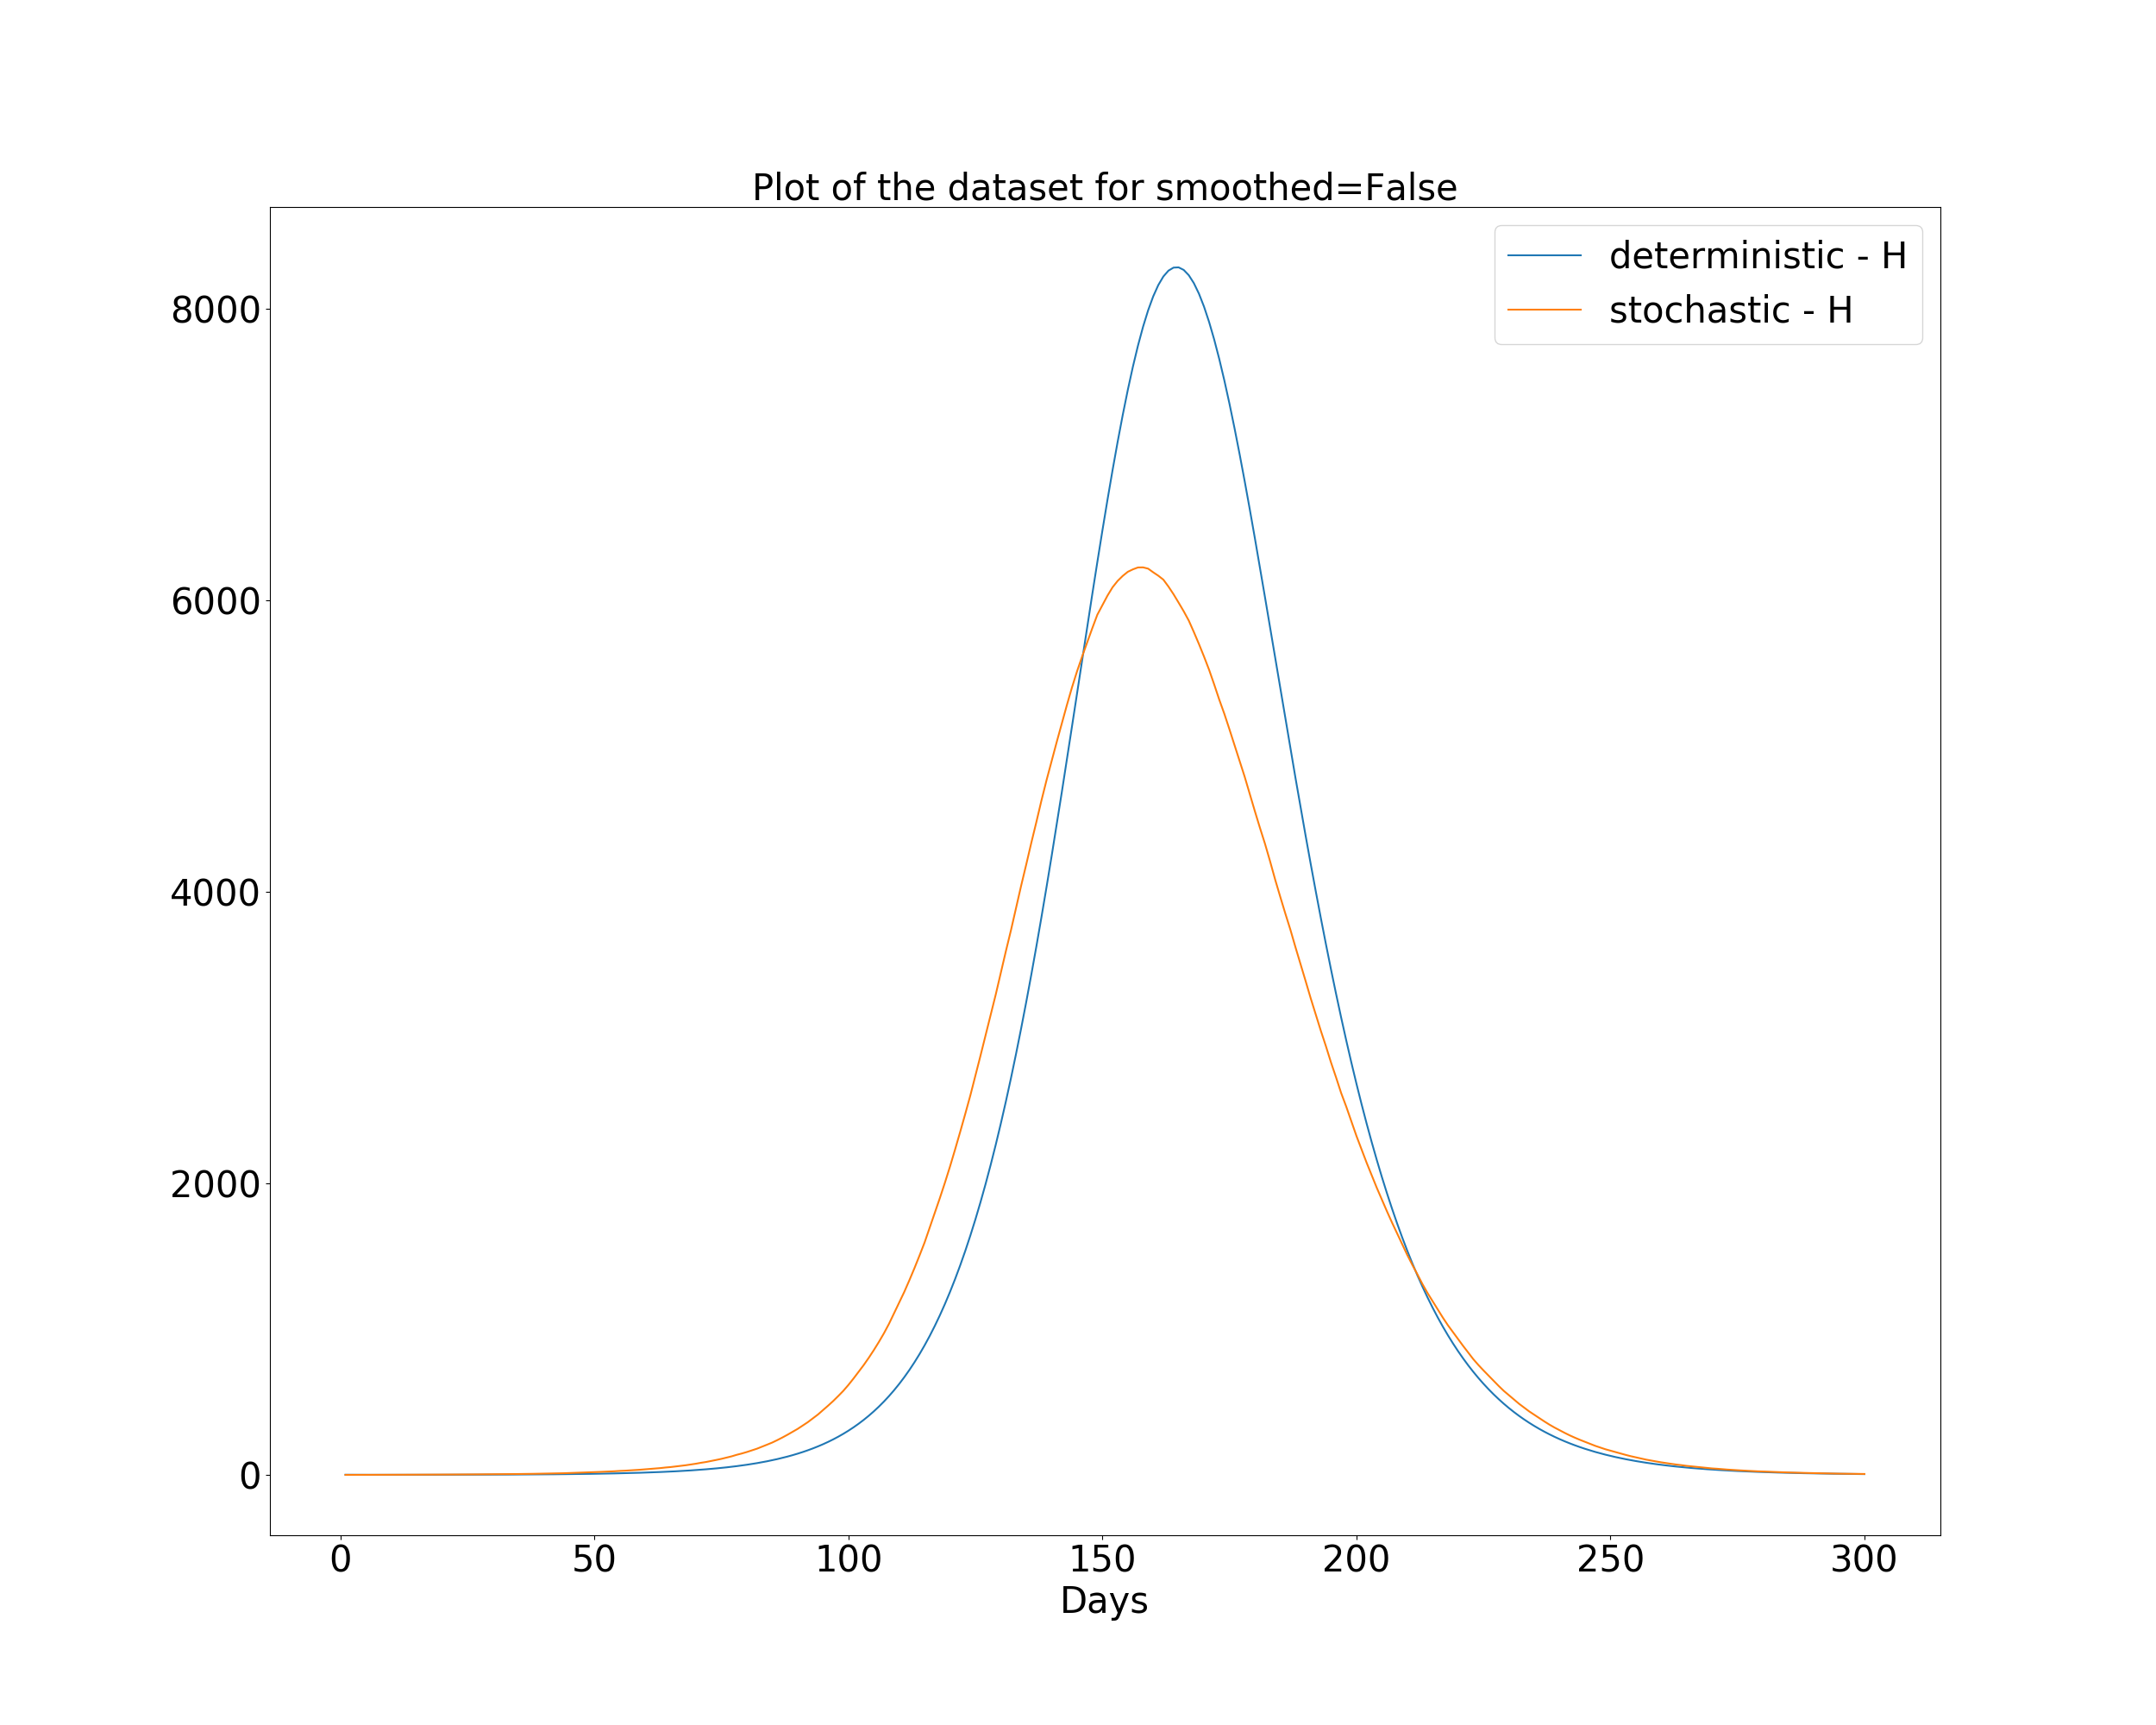 Plot of the dataset for smoothed=False
deterministic - H
stochastic - H
8000
6000
4000
2000
0
0 50 100 150 200 250 300
Days